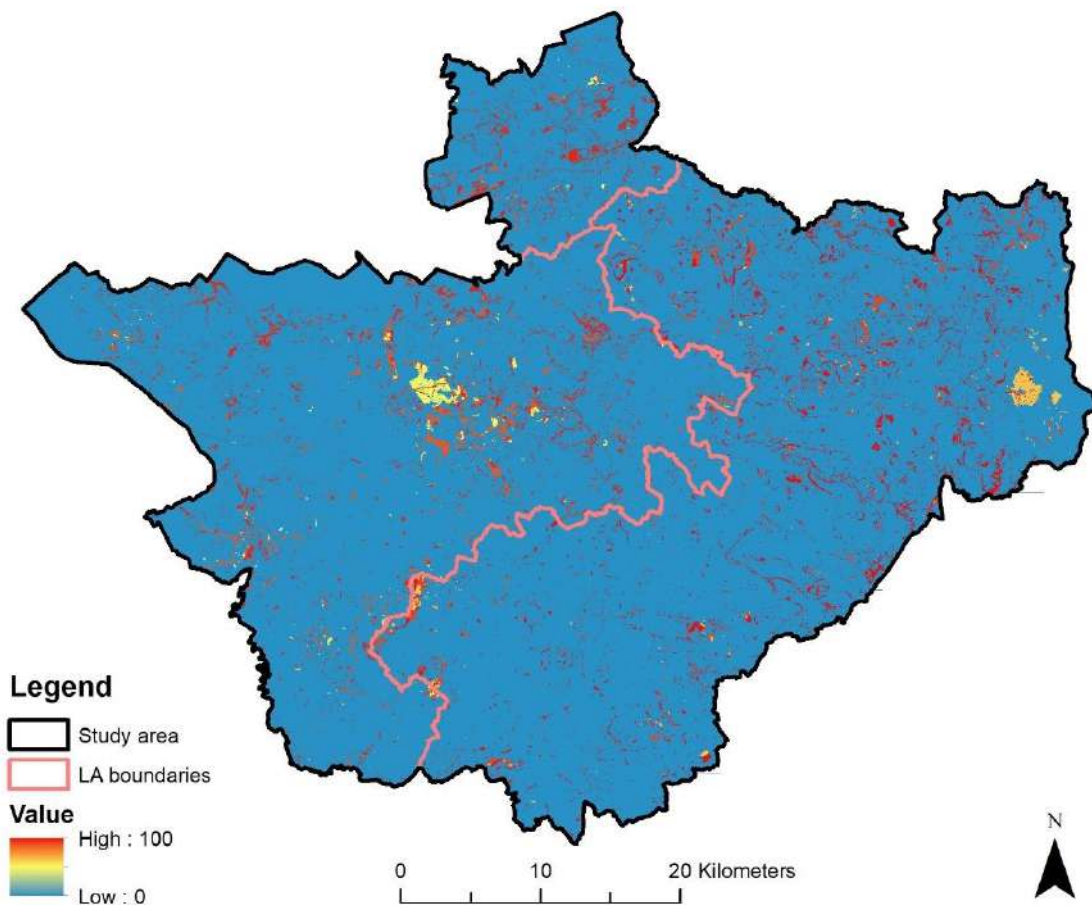 Legend
Study area
LA boundaries
Value
High : 100
Low : 0
0 10 20 Kilometers
N